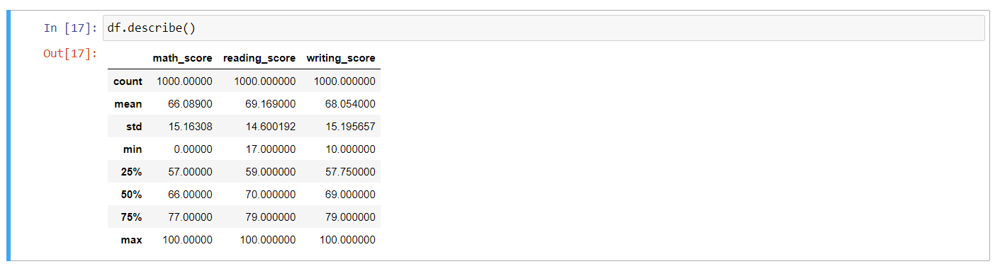 In [17]: df.describe()
Out[17]:
math_score reading_score writing_score
count 1000.00000 1000.000000 1000.000000
mean 66.08900 69.169000 68.054000
std 15.16308 14.600192 15.195657
min 0.00000 17.000000 10.000000
25% 57.00000 59.000000 57.750000
50% 66.00000 70.000000 69.000000
75% 77.00000 79.000000 79.000000
max 100.00000 100.000000 100.000000